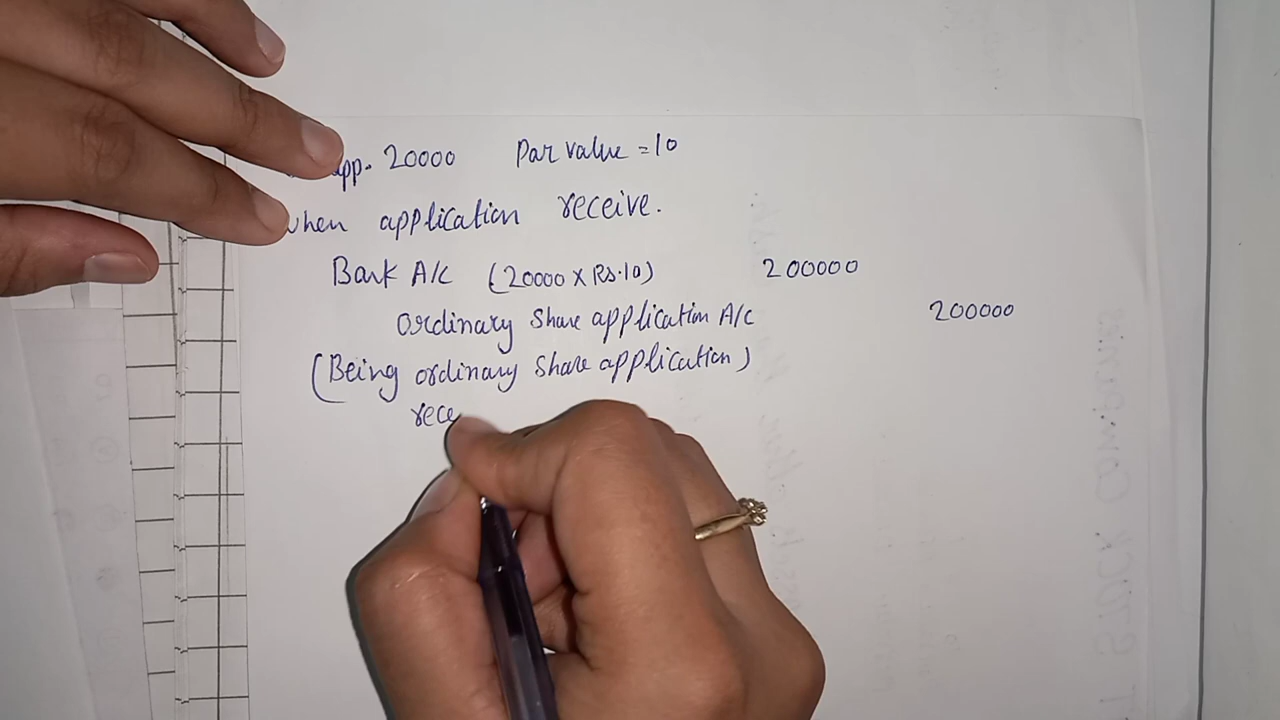 app. 20000 Par value = 10
when application receive.
Bank A/C (20000 X Rs.10) 200000
ordinary share application A/C 200000
(Being ordinary share application)
rece